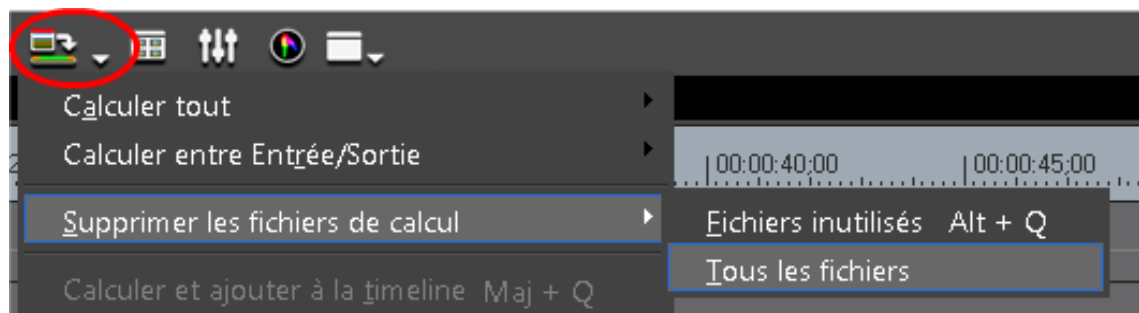 Calculer tout
Calculer entre Entrée/Sortie
00:00:40;00 00:00:45;00
Supprimer les fichiers de calcul
Fichiers inutilisés Alt + Q
Tous les fichiers
Calculer et ajouter à la timeline Maj + Q